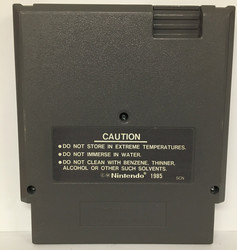 CAUTION
• DO NOT STORE IN EXTREME TEMPERATURES.
• DO NOT IMMERSE IN WATER.
• DO NOT CLEAN WITH BENZENE, THINNER,
ALCOHOL OR OTHER SUCH SOLVENTS.
Nintendo® 1985